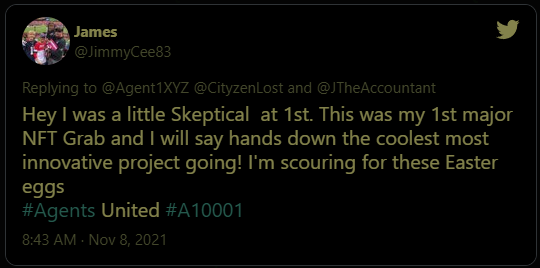 James
@JimmyCee83
Replying to @Agent1XYZ @CityzenLost and @JTheAccountant
Hey I was a little Skeptical at 1st. This was my 1st major
NFT Grab and I will say hands down the coolest most
innovative project going! I'm scouring for these Easter
eggs
#Agents United #A10001
8:43 AM · Nov 8, 2021